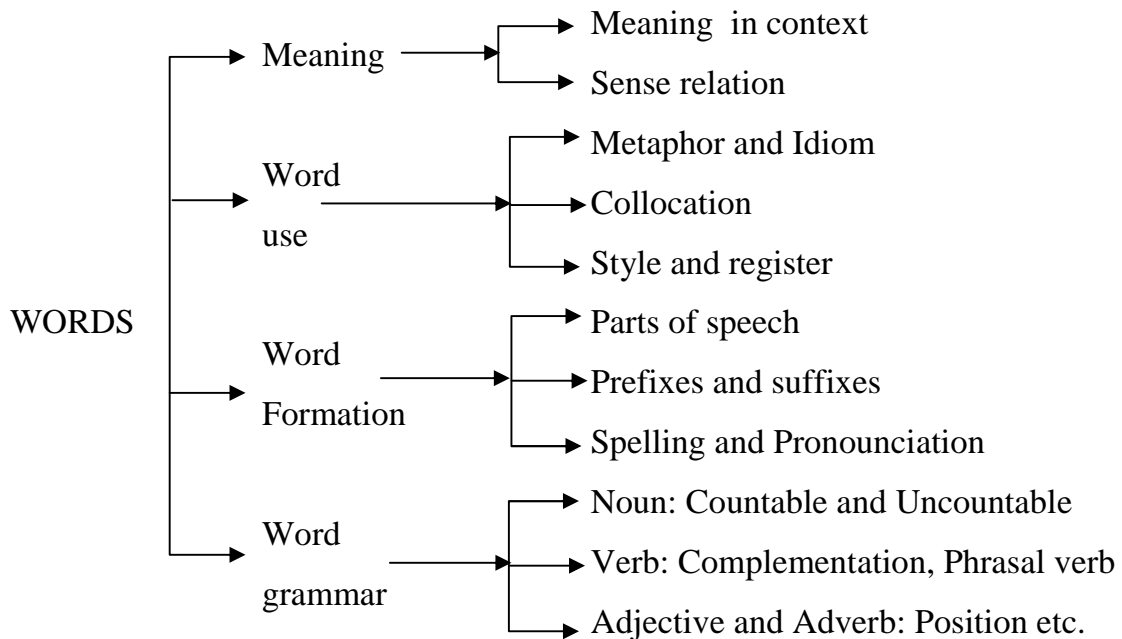 Meaning in context
Meaning
Sense relation
Metaphor and Idiom
Word
use
Collocation
Style and register
WORDS
Parts of speech
Word
Formation
Prefixes and suffixes
Spelling and Pronounciation
Noun: Countable and Uncountable
Word
grammar
Verb: Complementation, Phrasal verb
Adjective and Adverb: Position etc.